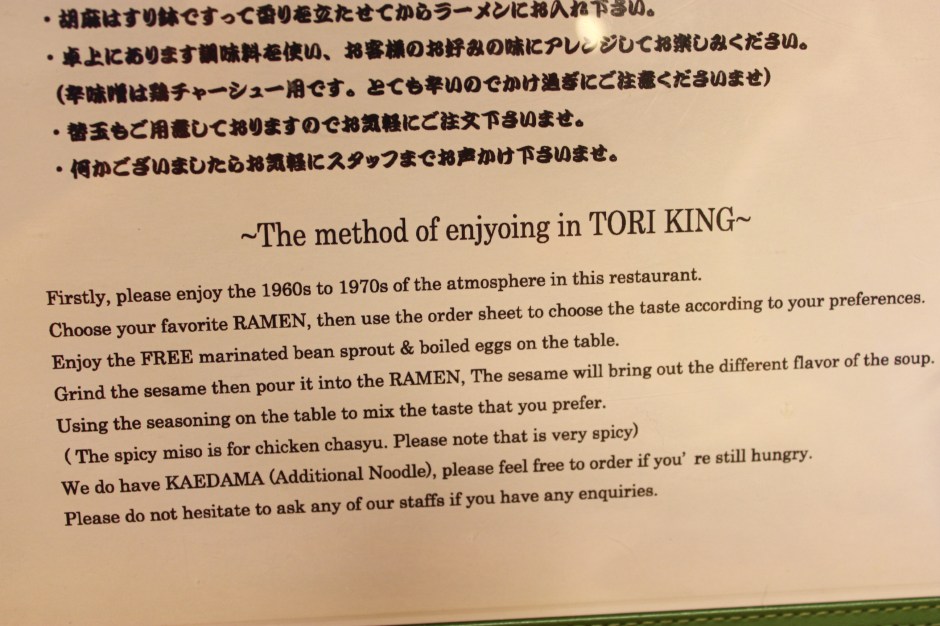 ・胡麻はすり鉢ですって香りを立たせてからラーメンにお入れ下さい。
・卓上にあります調味料を使い、お客様のお好みの味にアレンジしてお楽しみください。
(辛味噌は鶏チャーシュー用です。とても辛いのでかけ過ぎにご注意くださいませ)
・替玉もご用意しておりますのでお気軽にご注文下さいませ。
・何かございましたらお気軽にスタッフまでお声かけ下さいませ。
~The method of enjyoing in TORI KING~
Firstly, please enjoy the 1960s to 1970s of the atmosphere in this restaurant.
Choose your favorite RAMEN, then use the order sheet to choose the taste according to your preferences.
Enjoy the FREE marinated bean sprout & boiled eggs on the table.
Grind the sesame then pour it into the RAMEN, The sesame will bring out the different flavor of the soup.
Using the seasoning on the table to mix the taste that you prefer.
( The spicy miso is for chicken chasyu. Please note that is very spicy)
We do have KAEDAMA (Additional Noodle), please feel free to order if you' re still hungry.
Please do not hesitate to ask any of our staffs if you have any enquiries.